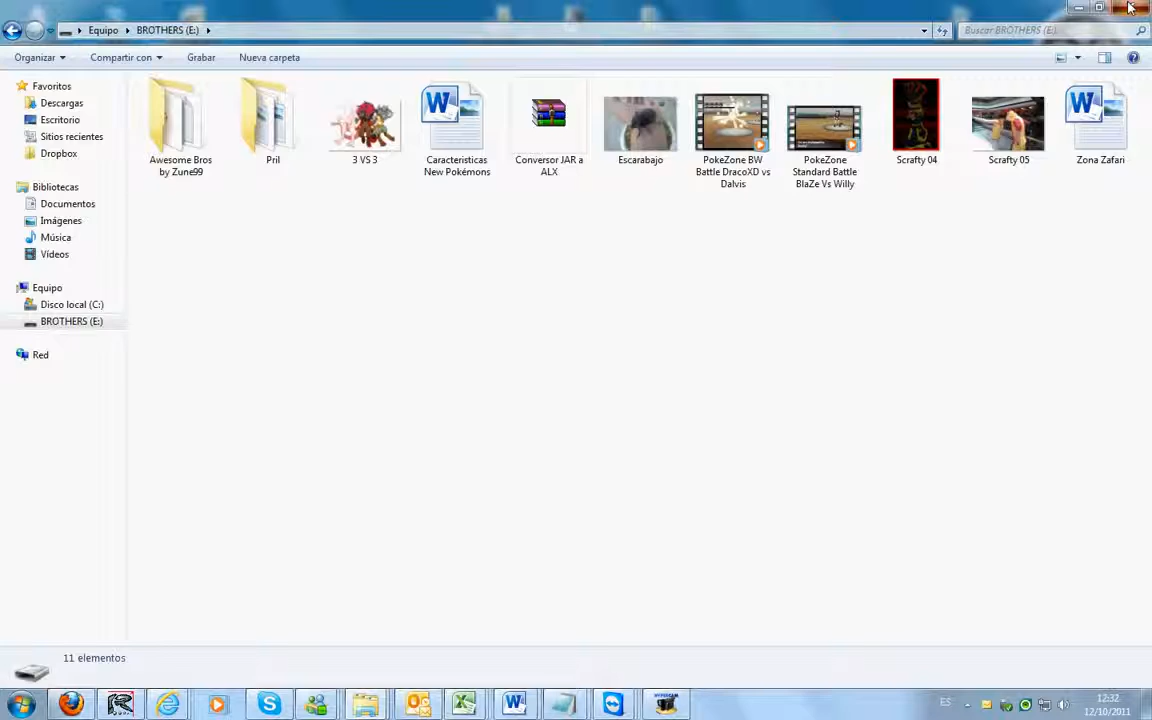 Equipo BROTHERS (E:) Buscar BROTHERS (E:)
Organizar Compartir con Grabar Nueva carpeta
Favoritos
Descargas
Escritorio
Sitios recientes
Dropbox
Bibliotecas
Documentos
Imágenes
Música
Vídeos
Equipo
Disco local (C:)
BROTHERS (E:)
Red
Awesome Bros
by Zune99
Pril
3 VS 3
Caracteristicas
New Pokémons
Conversor JAR a
ALX
Escarabajo
PokeZone BW
Battle DracoXD vs
Dalvis
PokeZone
Standard Battle
BlaZe Vs Willy
Scrafty 04
Scrafty 05
Zona Zafari
11 elementos
ES 12:32
12/10/2011